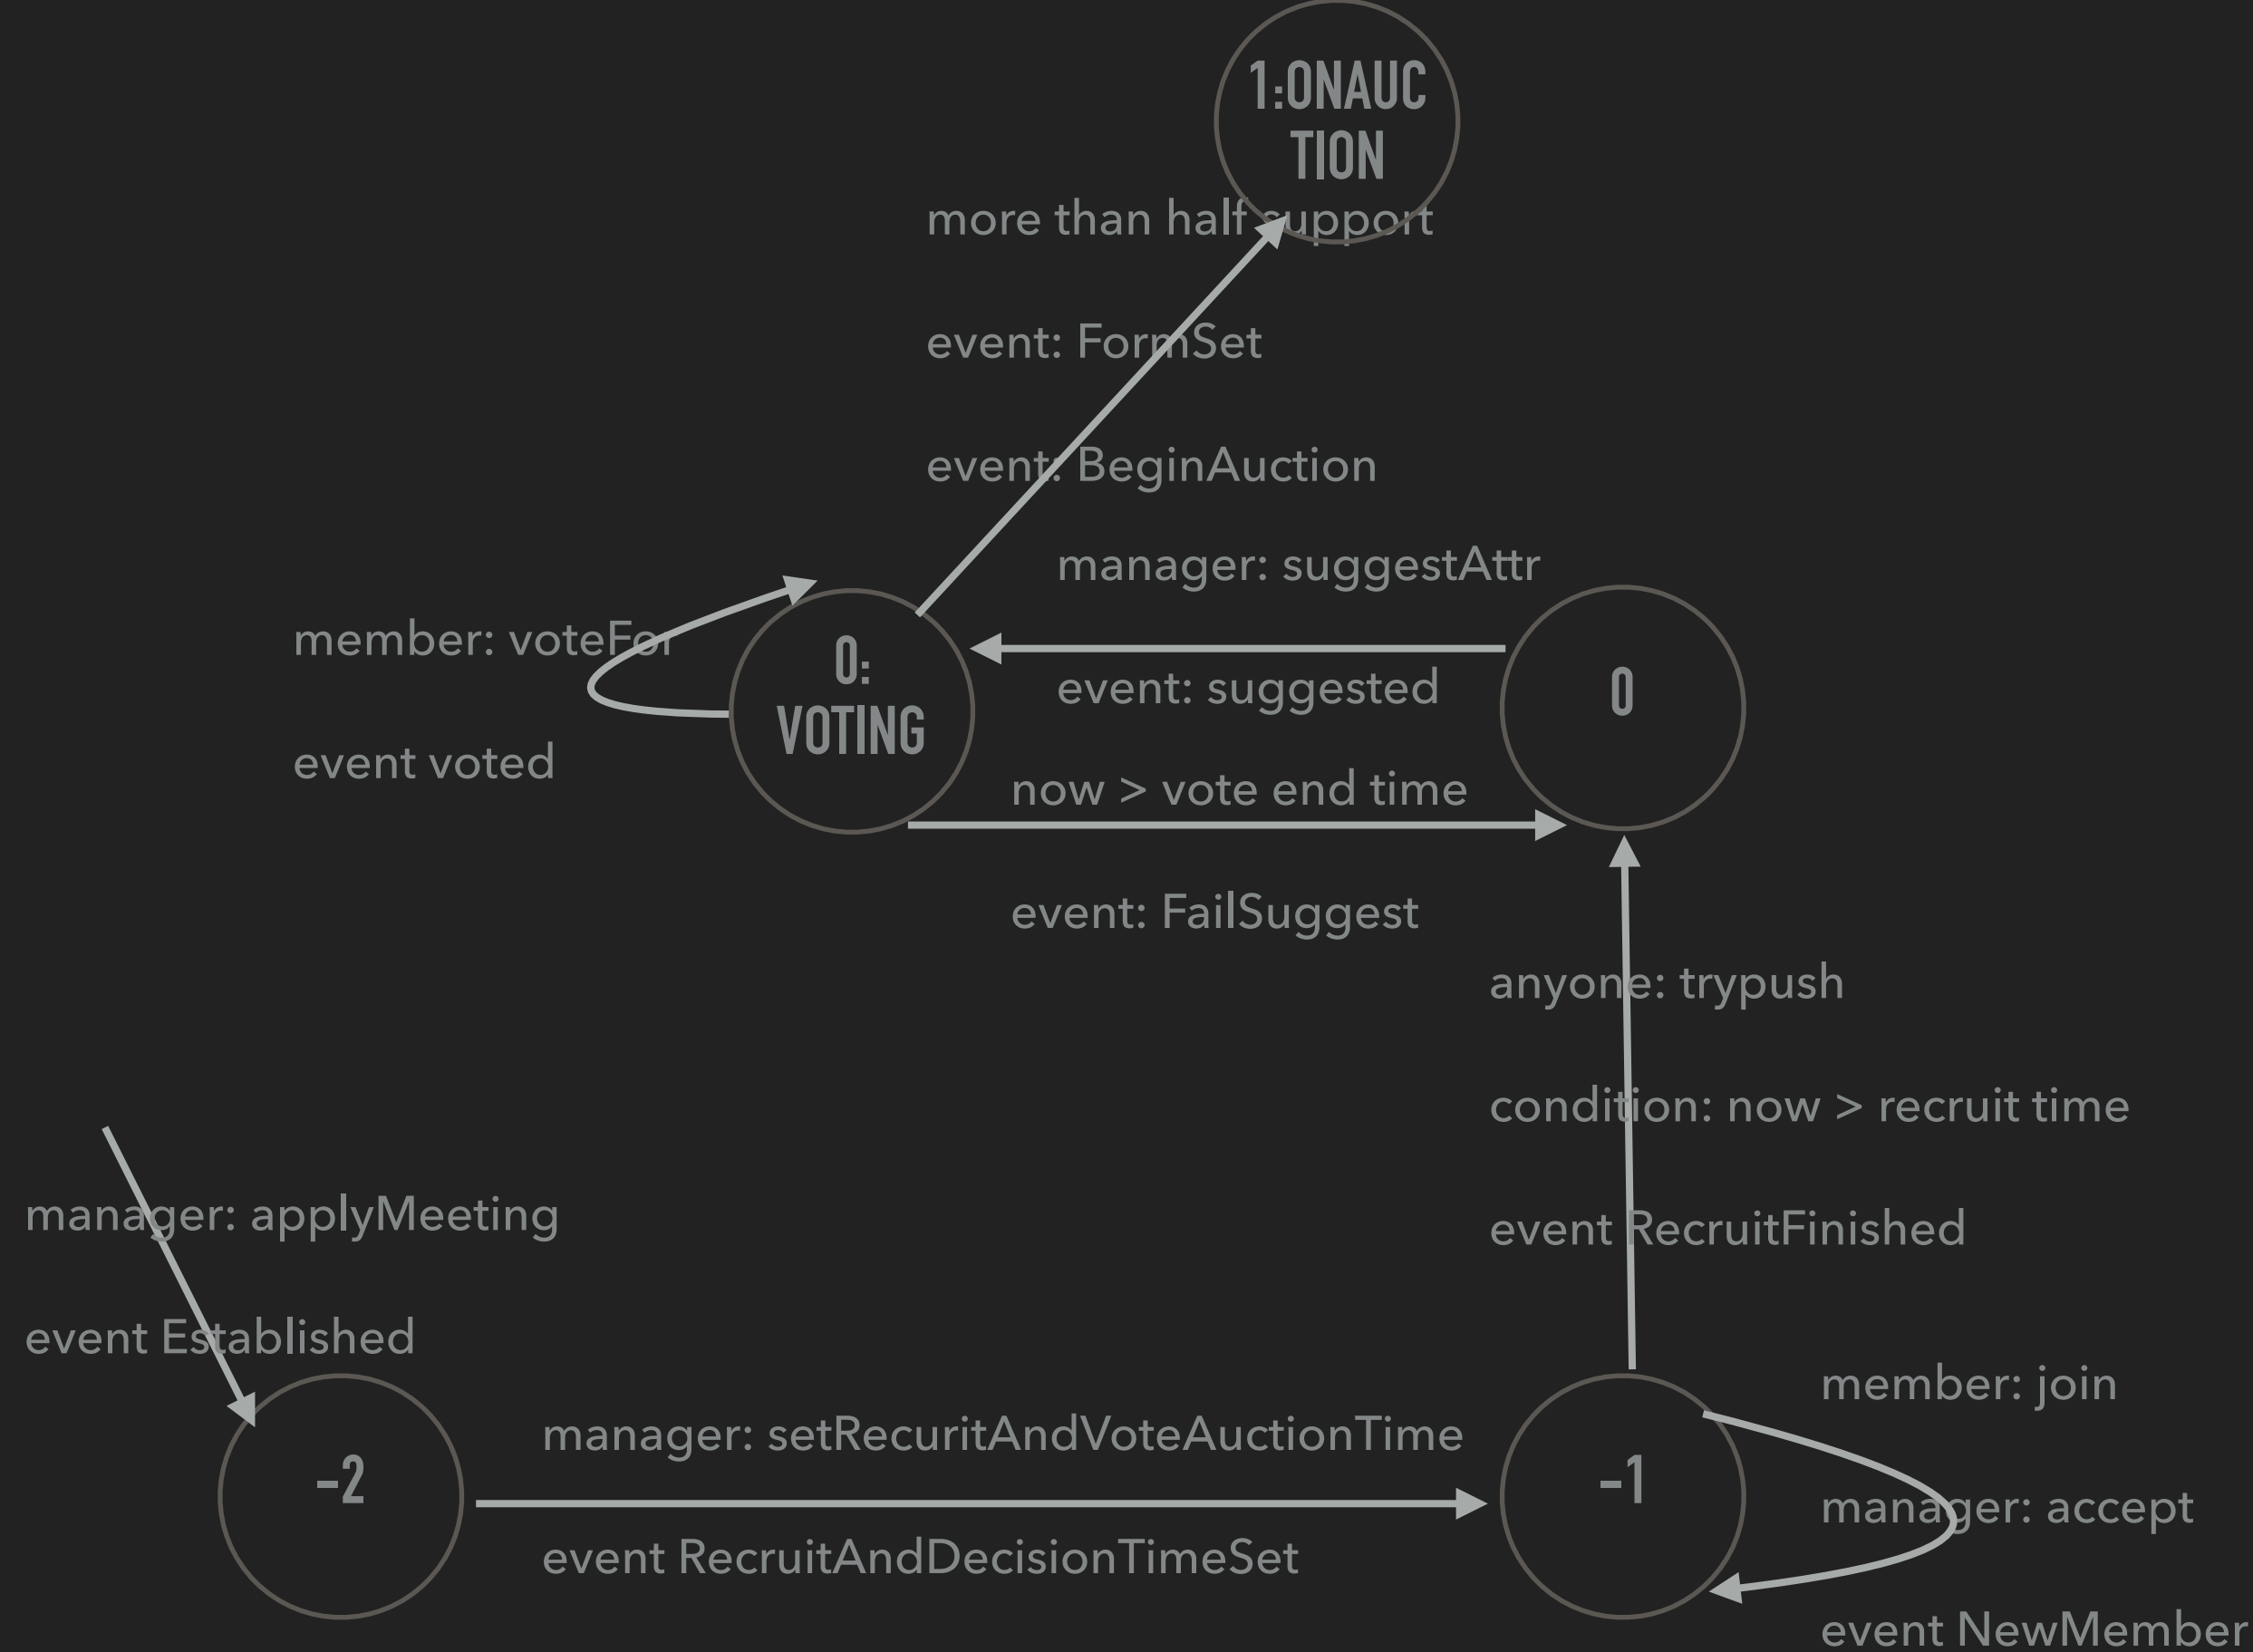 1:ONAUC
TION
more than half support
event: FormSet
event: BeginAuction
manager: suggestAttr
member: voteFor
0:
VOTING
0
event: suggested
event voted
now > vote end time
event: FailSuggest
anyone: trypush
condition: now > recruit time
manager: applyMeeting
event RecruitFinished
event Established
member: join
manager: setRecruitAndVoteAuctionTime
-2
-1
manager: accept
event RecruitAndDecisionTimeSet
event NewMember